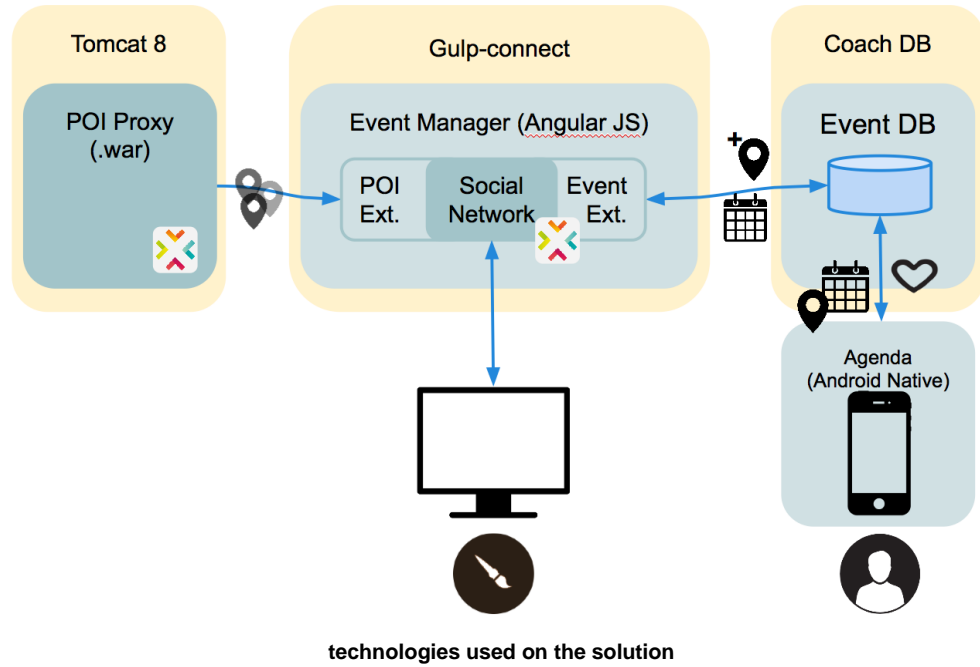 Tomcat 8
POI Proxy
(.war)
Gulp-connect
Event Manager (Angular JS)
POI
Ext.
Social
Network
Event
Ext.
Coach DB
Event DB
+
Agenda
(Android Native)
technologies used on the solution